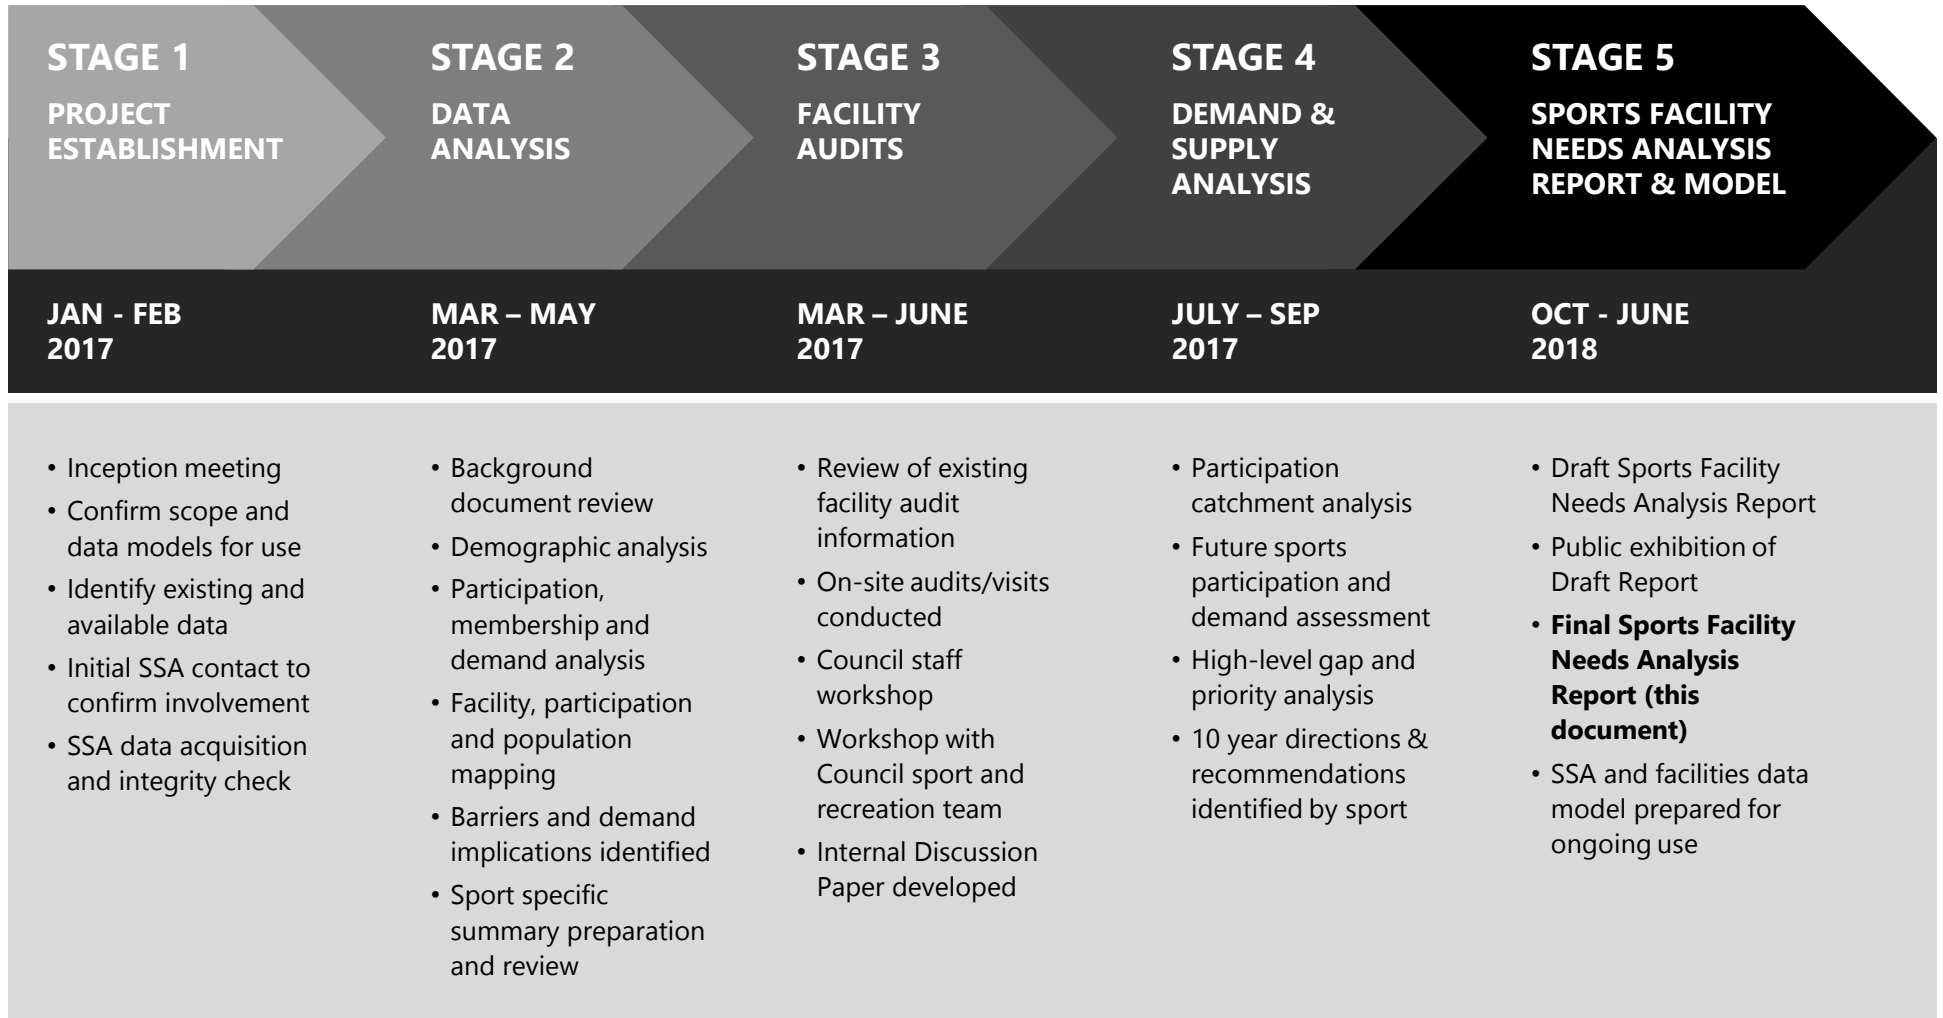 STAGE 1
PROJECT
ESTABLISHMENT
STAGE 2
DATA
ANALYSIS
STAGE 3
FACILITY
AUDITS
STAGE 4
DEMAND &
SUPPLY
ANALYSIS
STAGE 5
SPORTS FACILITY
NEEDS ANALYSIS
REPORT & MODEL
JAN - FEB
2017
MAR – MAY
2017
MAR – JUNE
2017
JULY – SEP
2017
OCT - JUNE
2018
• Inception meeting
• Confirm scope and
data models for use
• Identify existing and
available data
• Initial SSA contact to
confirm involvement
• SSA data acquisition
and integrity check
• Background
document review
• Demographic analysis
• Participation,
membership and
demand analysis
• Facility, participation
and population
mapping
• Barriers and demand
implications identified
• Sport specific
summary preparation
and review
• Review of existing
facility audit
information
• On-site audits/visits
conducted
• Council staff
workshop
• Workshop with
Council sport and
recreation team
• Internal Discussion
Paper developed
• Participation
catchment analysis
• Future sports
participation and
demand assessment
• High-level gap and
priority analysis
• 10 year directions &
recommendations
identified by sport
• Draft Sports Facility
Needs Analysis Report
• Public exhibition of
Draft Report
• Final Sports Facility
Needs Analysis
Report (this
document)
• SSA and facilities data
model prepared for
ongoing use